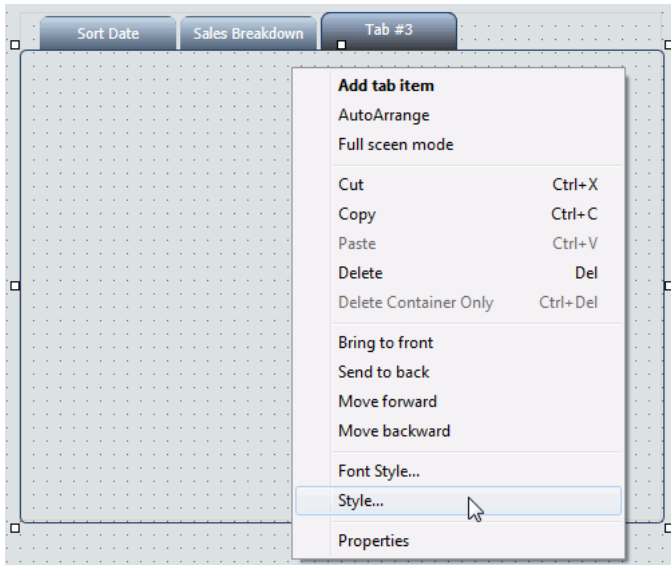 Sort Date Sales Breakdown Tab #3
Add tab item
AutoArrange
Full sceen mode
Cut Ctrl+X
Copy Ctrl+C
Paste Ctrl+V
Delete Del
Delete Container Only Ctrl+Del
Bring to front
Send to back
Move forward
Move backward
Font Style...
Style...
Properties